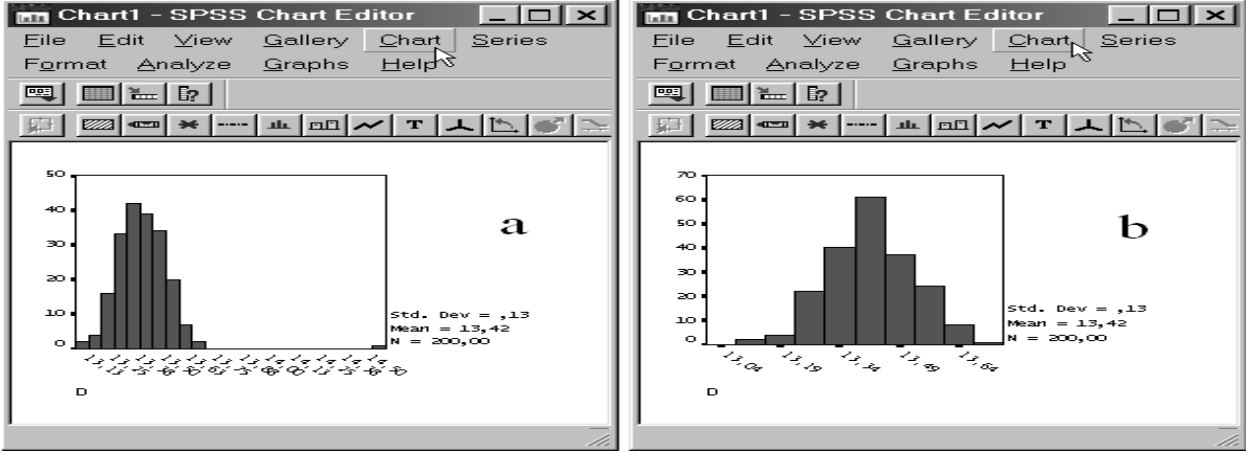 Chart1 - SPSS Chart Editor
File Edit View Gallery Chart Series
Format Analyze Graphs Help
T
50
40
30
20
10
0
a
Std. Dev = ,13
Mean = 13,42
N = 200,00
D
Chart1 - SPSS Chart Editor
File Edit View Gallery Chart Series
Format Analyze Graphs Help
T
70
60
50
40
30
20
10
0
b
Std. Dev = ,13
Mean = 13,42
N = 200,00
13,04 13,19 13,34 13,49 13,64
D